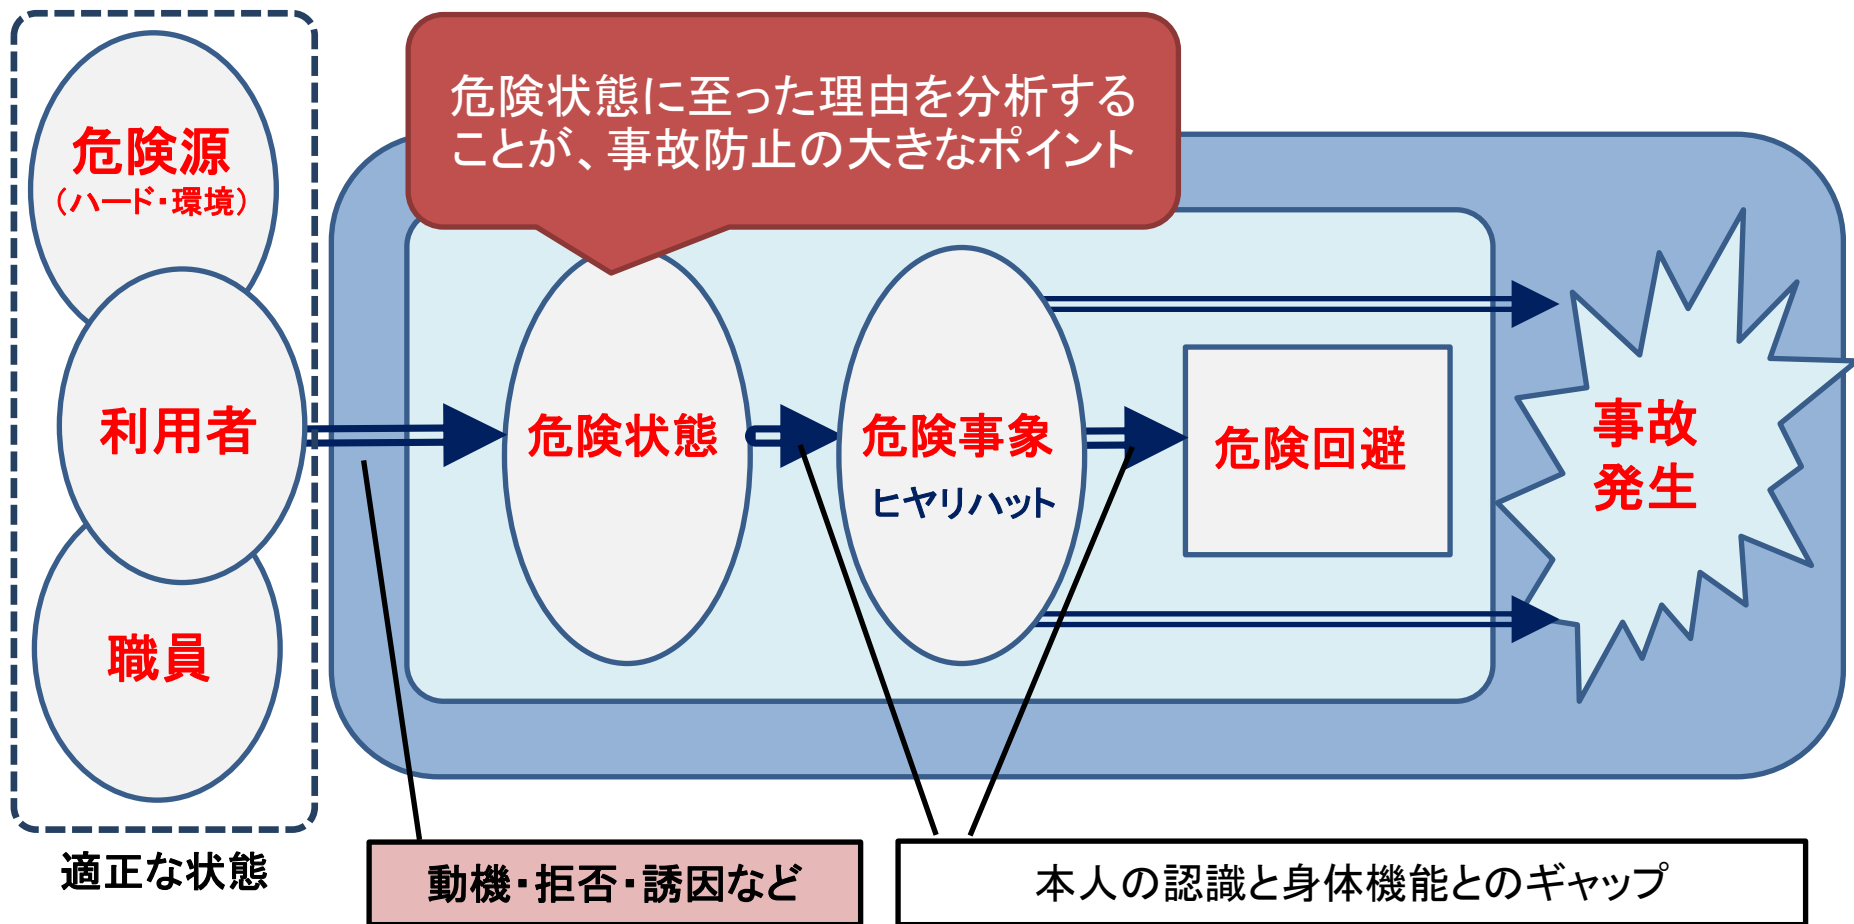 危険状態に至った理由を分析する
ことが、事故防止の大きなポイント
危険源
（ハード・環境）
利用者
職員
適正な状態
危険状態
危険事象
ヒヤリハット
危険回避
事故
発生
動機・拒否・誘因など
本人の認識と身体機能とのギャップ